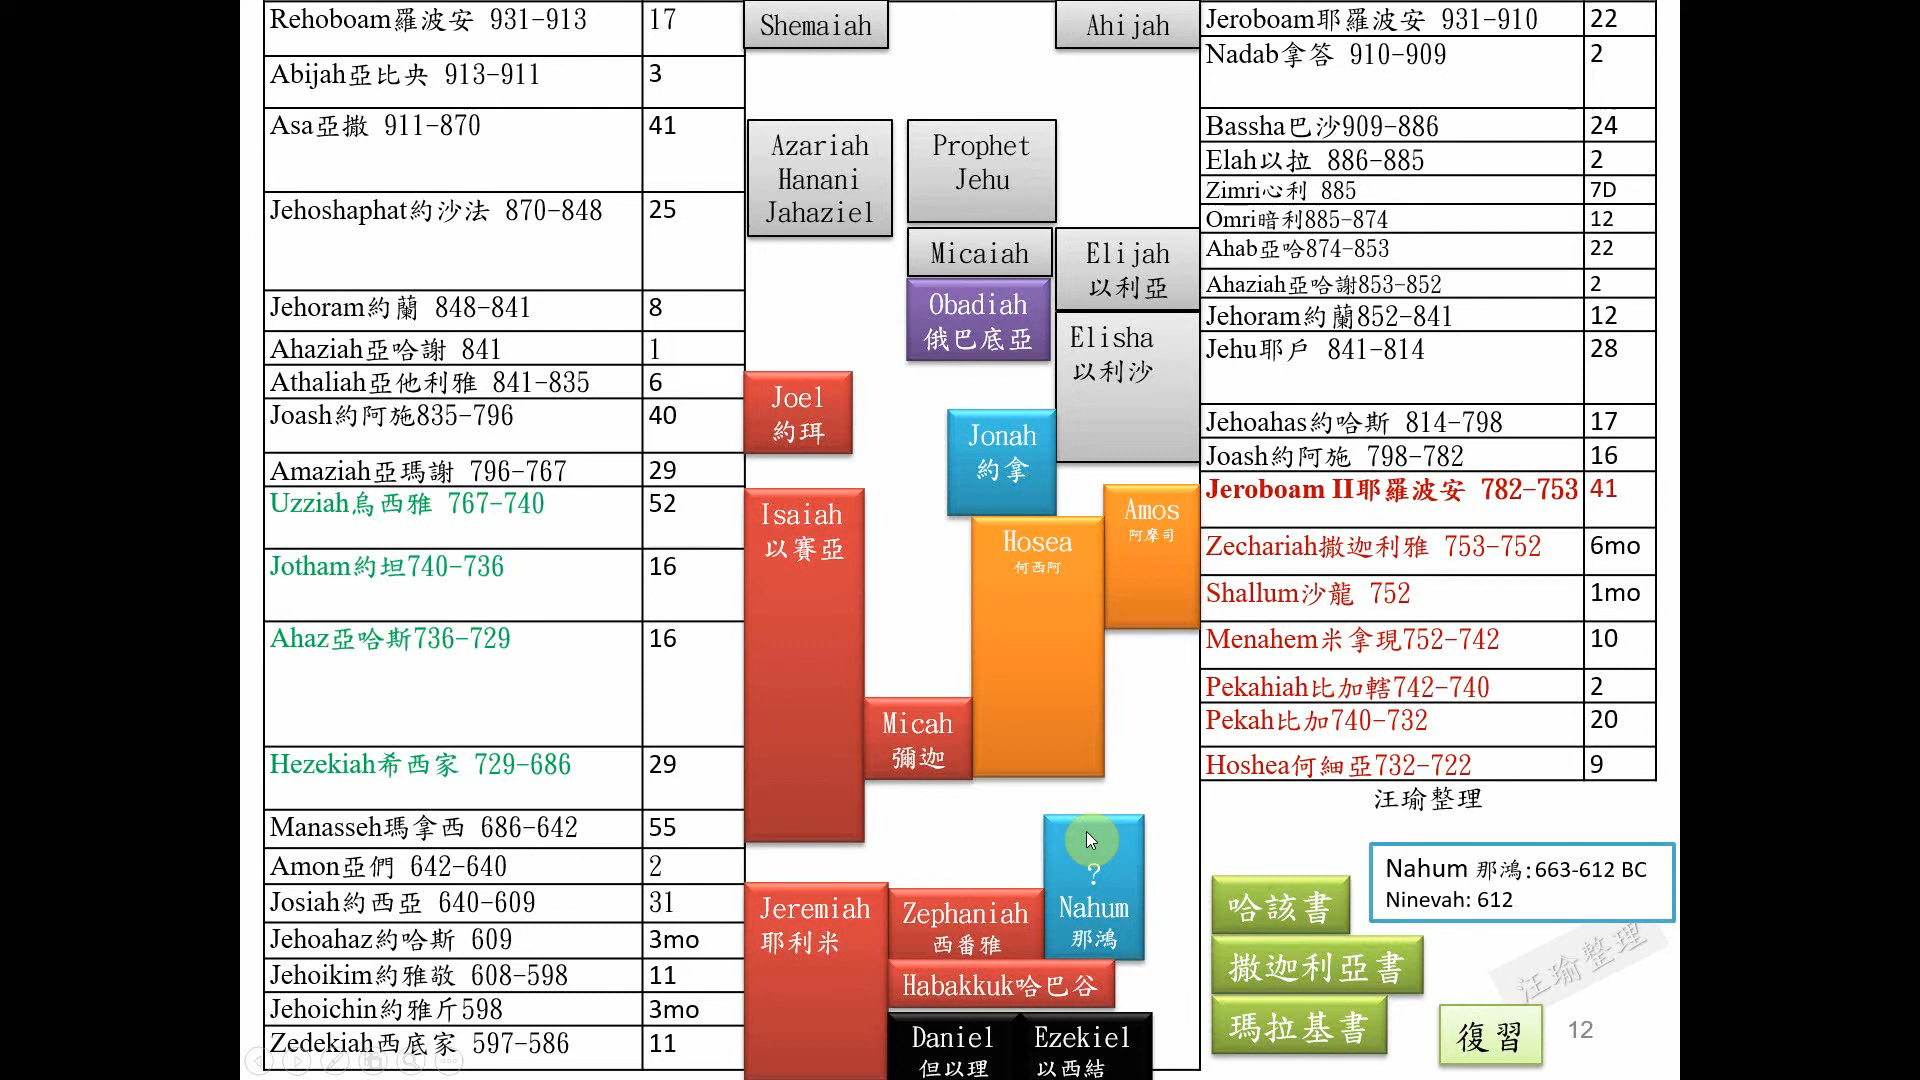 Rehoboam羅波安 931-913 17
Abijah亞比央 913-911 3
Asa亞撒 911-870 41
Jehoshaphat約沙法 870-848 25
Jehoram約蘭 848-841 8
Ahaziah亞哈謝 841 1
Athaliah亞他利雅 841-835 6
Joash約阿施835-796 40
Amaziah亞瑪謝 796-767 29
Uzziah烏西雅 767-740 52
Jotham約坦740-736 16
Ahaz亞哈斯736-729 16
Hezekiah希西家 729-686 29
Manasseh瑪拿西 686-642 55
Amon亞們 642-640 2
Josiah約西亞 640-609 31
Jehoahaz約哈斯 609 3mo
Jehoikim約雅敬 608-598 11
Jehoichin約雅斤598 3mo
Zedekiah西底家 597-586 11
Shemaiah
Ahijah
Azariah
Hanani
Jahaziel
Prophet
Jehu
Micaiah
Elijah
以利亞
Obadiah
俄巴底亞
Elisha
以利沙
Joel
約珥
Jonah
約拿
Isaiah
以賽亞
Hosea
何西阿
Amos
阿摩司
Micah
彌迦
?
Nahum
那鴻
Jeremiah
耶利米
Zephaniah
西番雅
Habakkuk哈巴谷
Daniel
但以理
Ezekiel
以西結
Jeroboam耶羅波安 931-910 22
Nadab拿答 910-909 2
Bassha巴沙909-886 24
Elah以拉 886-885 2
Zimri心利 885 7D
Omri暗利885-874 12
Ahab亞哈874-853 22
Ahaziah亞哈謝853-852 2
Jehoram約蘭852-841 12
Jehu耶戶 841-814 28
Jehoahas約哈斯 814-798 17
Joash約阿施 798-782 16
Jeroboam II耶羅波安 782-753 41
Zechariah撒迦利雅 753-752 6mo
Shallum沙龍 752 1mo
Menahem米拿現752-742 10
Pekahiah比加轄742-740 2
Pekah比加740-732 20
Hoshea何細亞732-722 9
汪瑜整理
Nahum 那鴻:663-612 BC
Ninevah: 612
哈該書
撒迦利亞書
瑪拉基書
汪瑜整理
復習
12